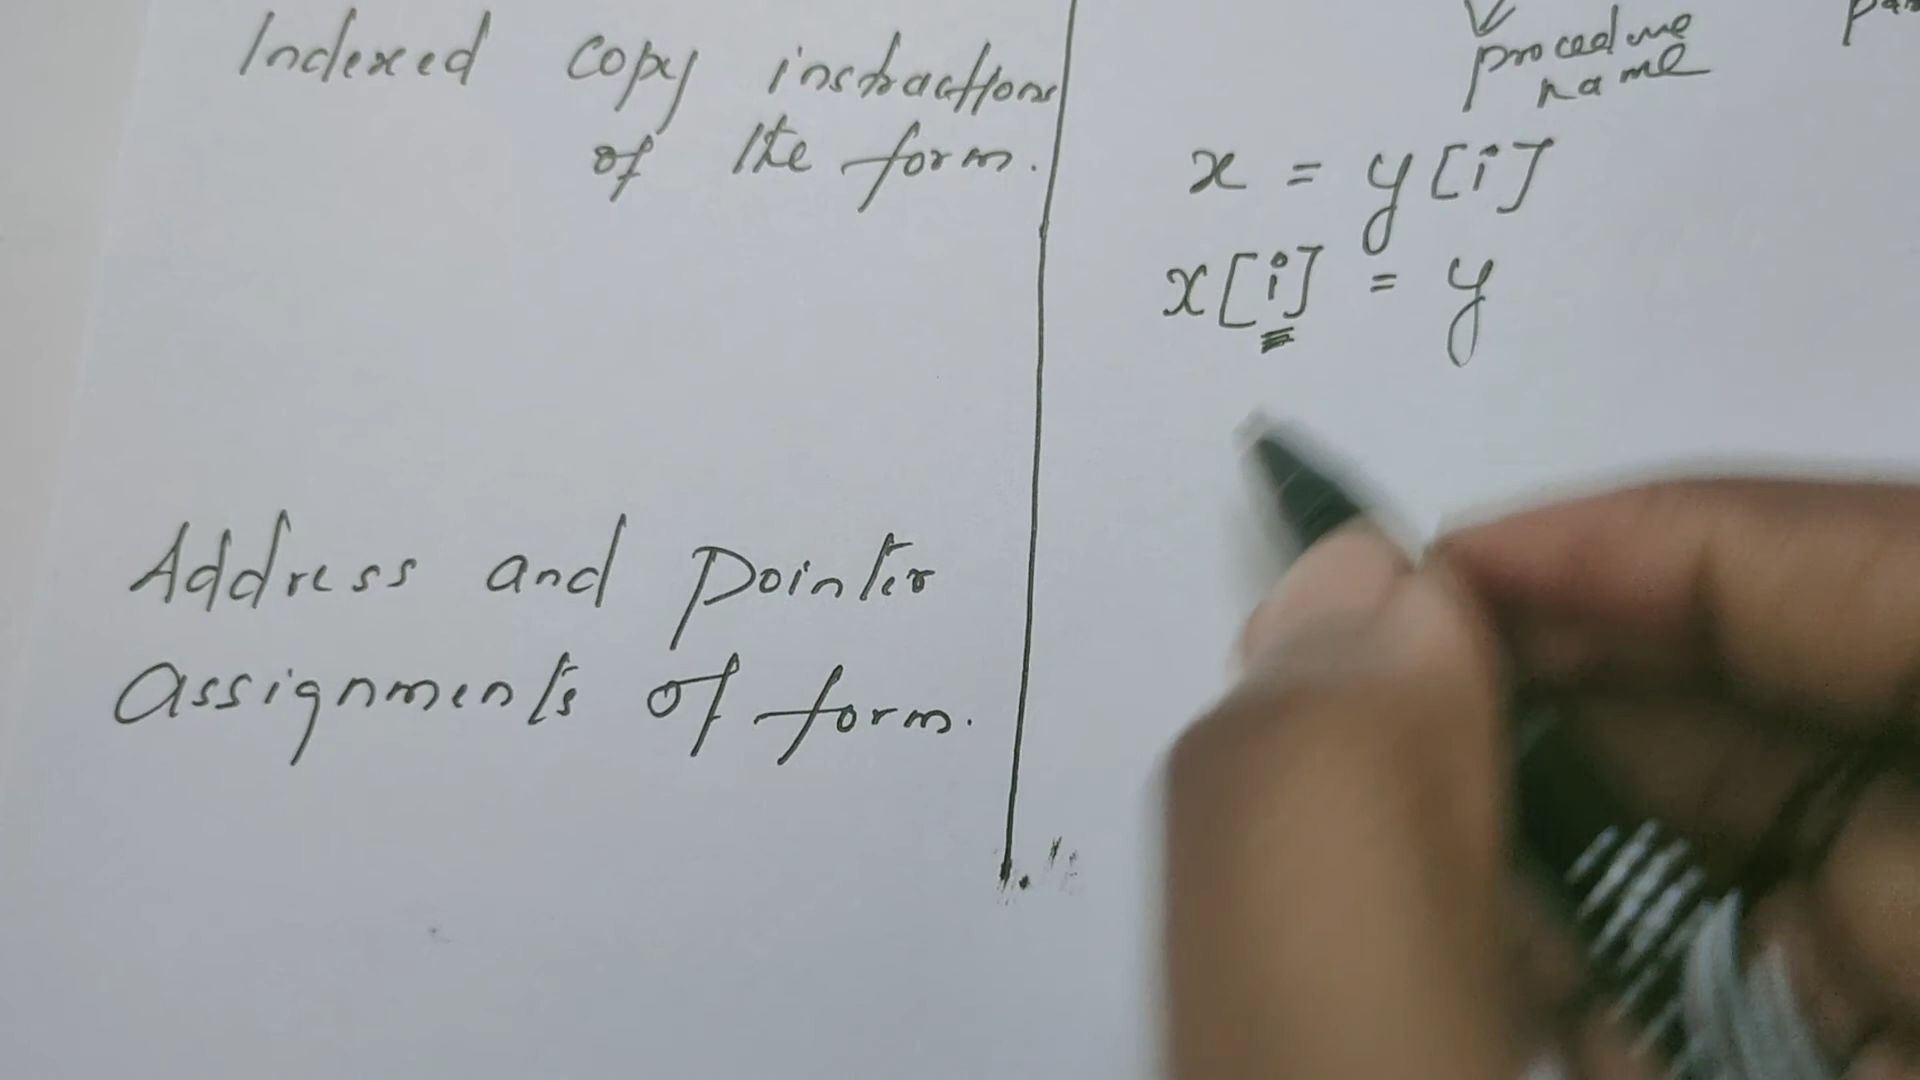 Indexed copy instructions
of the form.
procedure
name
x = y[i]
x[i] = y
Address and pointer
assignments of form.